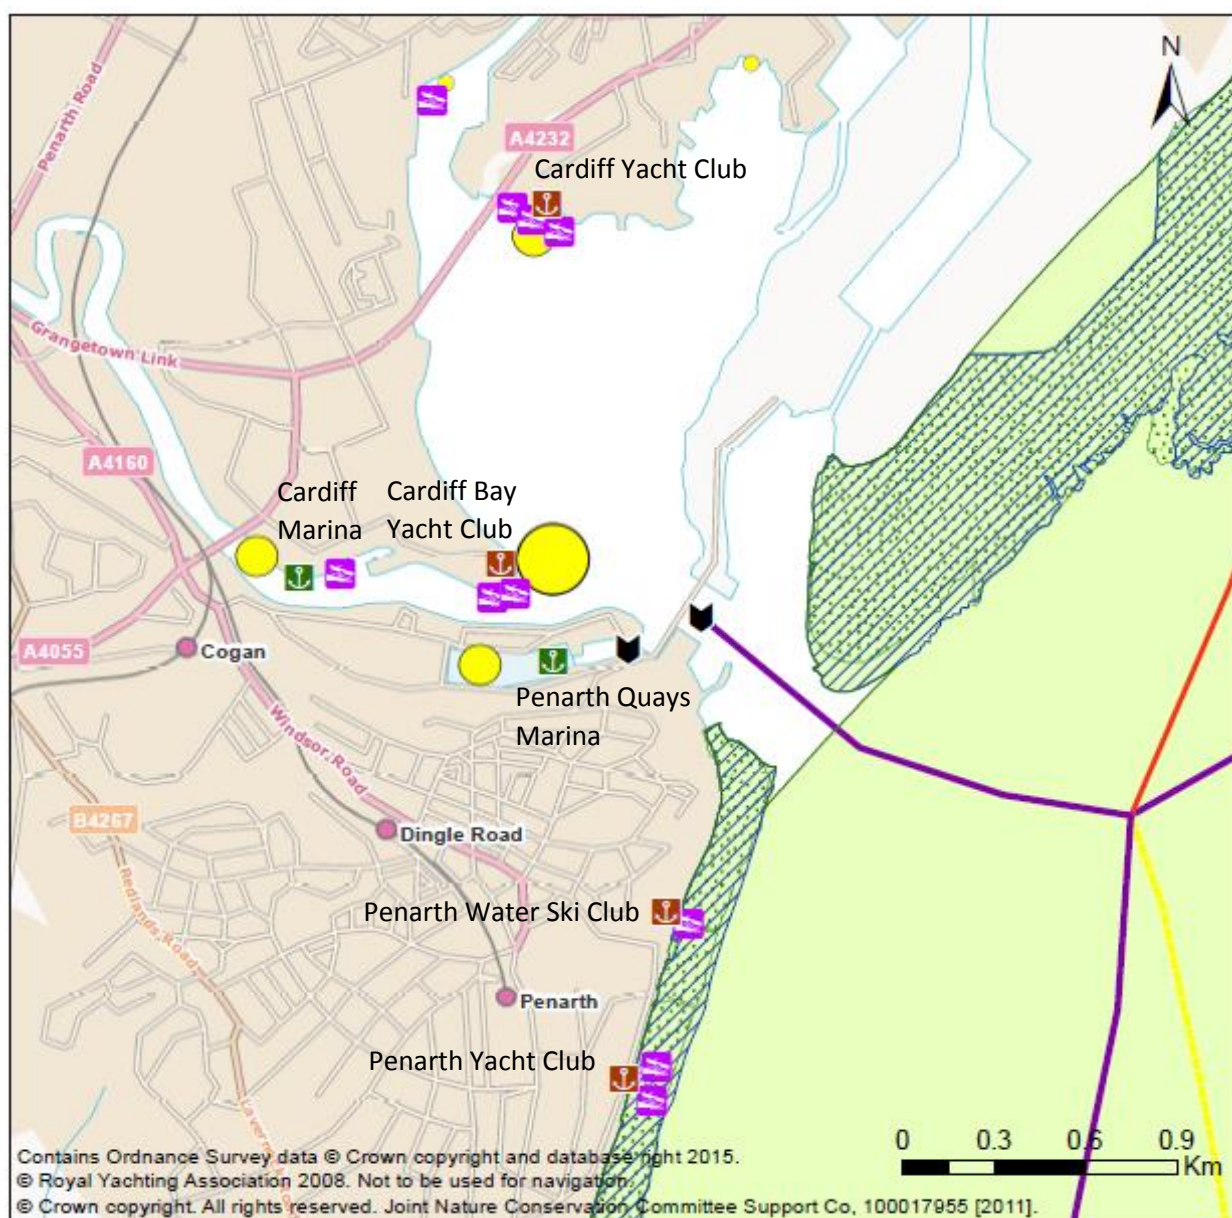 N
Penarth Road
A4232
Cardiff Yacht Club
Grangetown Link
A4160
Cardiff
Marina
Cardiff Bay
Yacht Club
A4055
Cogan
Penarth Quays
Marina
Windsor Road
B4267
Dingle Road
Redlands Road
Penarth Water Ski Club
Penarth
Penarth Yacht Club
0 0.3 0.6 0.9
Km
Contains Ordnance Survey data © Crown copyright and database right 2015.
© Royal Yachting Association 2008. Not to be used for navigation.
© Crown copyright. All rights reserved. Joint Nature Conservation Committee Support Co, 100017955 [2011].